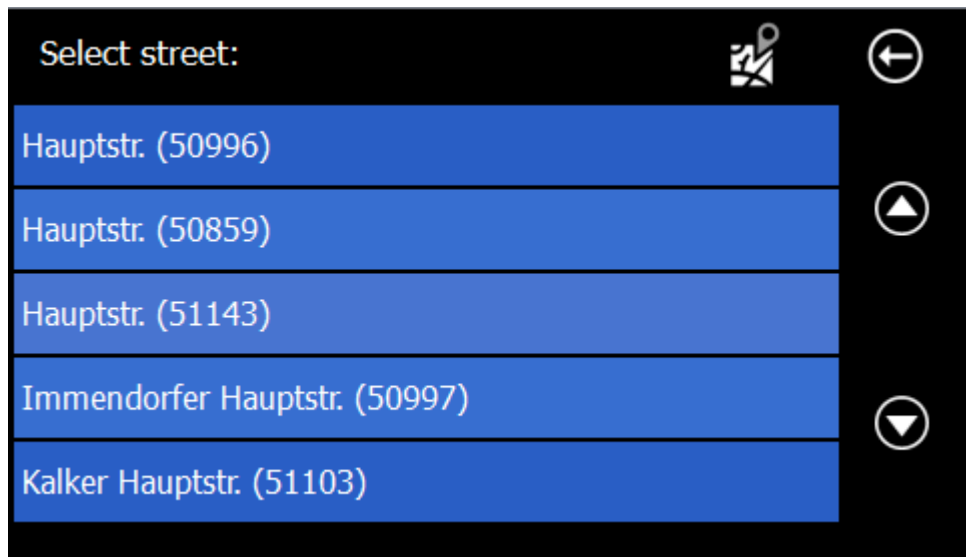 Select street:
Hauptstr. (50996)
Hauptstr. (50859)
Hauptstr. (51143)
Immendorfer Hauptstr. (50997)
Kalker Hauptstr. (51103)